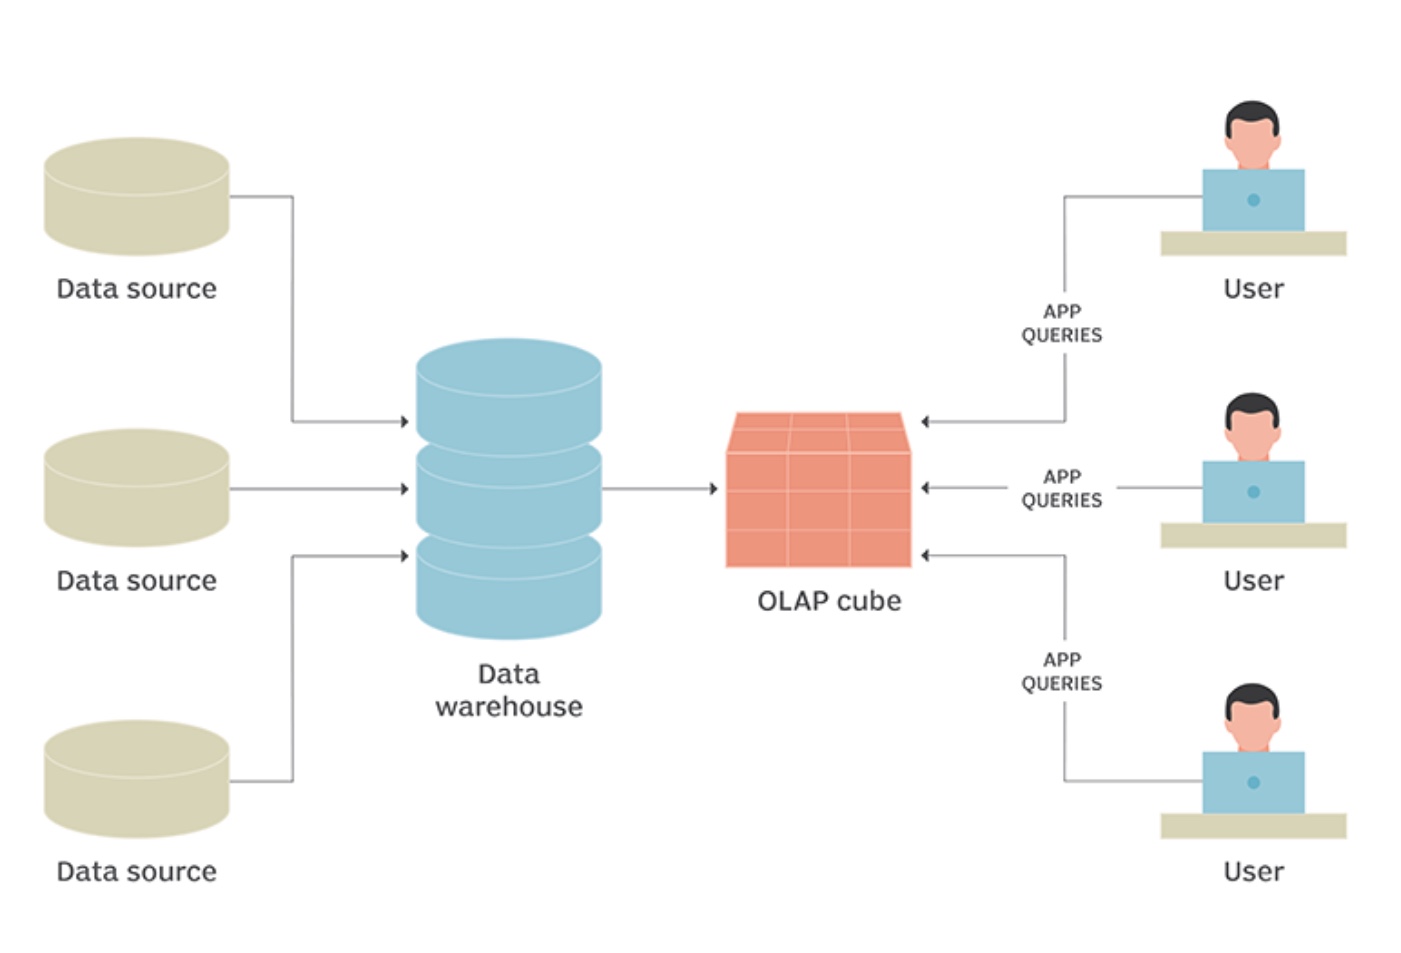 Data source
User
APP
QUERIES
Data source
APP
QUERIES
User
OLAP cube
Data
warehouse
APP
QUERIES
Data source
User